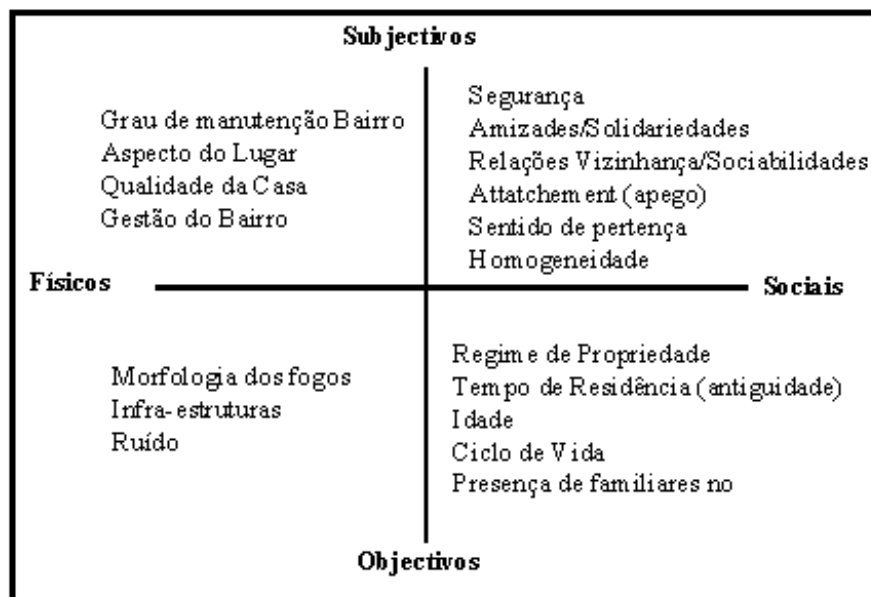 Subjectivos
Grau de manutenção Bairro
Aspecto do Lugar
Qualidade da Casa
Gestão do Bairro
Segurança
Amizades/Solidariedades
Relações Vizinhança/Sociabilidades
Attatchement (apego)
Sentido de pertença
Homogeneidade
Físicos
Sociais
Morfologia dos fogos
Infra-estruturas
Ruído
Regime de Propriedade
Tempo de Residência (antiguidade)
Idade
Ciclo de Vida
Presença de familiares no
Objectivos